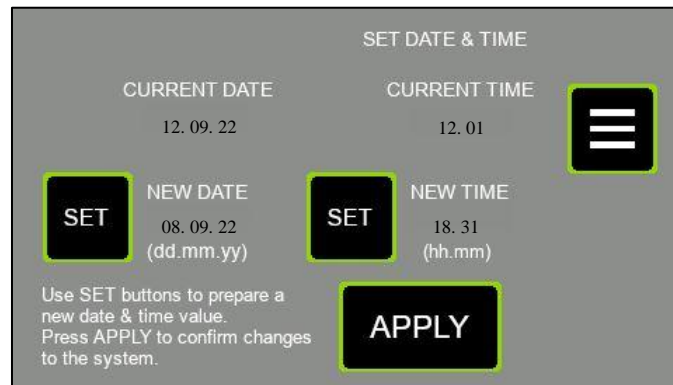 SET DATE & TIME
CURRENT DATE
CURRENT TIME
12. 09. 22
12. 01
SET
NEW DATE
08. 09. 22
(dd.mm.yy)
SET
NEW TIME
18. 31
(hh.mm)
Use SET buttons to prepare a
new date & time value.
Press APPLY to confirm changes
to the system.
APPLY